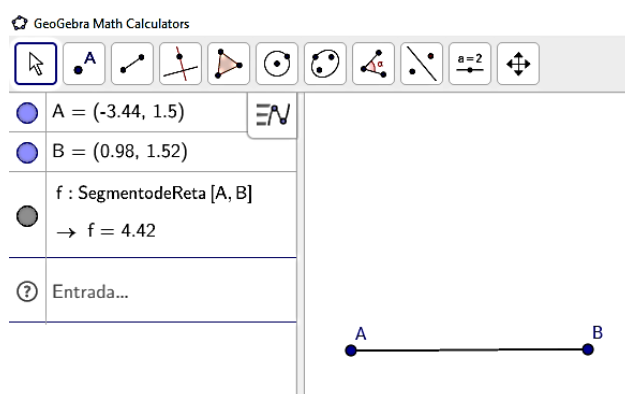 GeoGebra Math Calculators
A α a=2
A = (-3.44, 1.5)
B = (0.98, 1.52)
f : SegmentodeReta [A, B]
→ f = 4.42
? Entrada...
A B